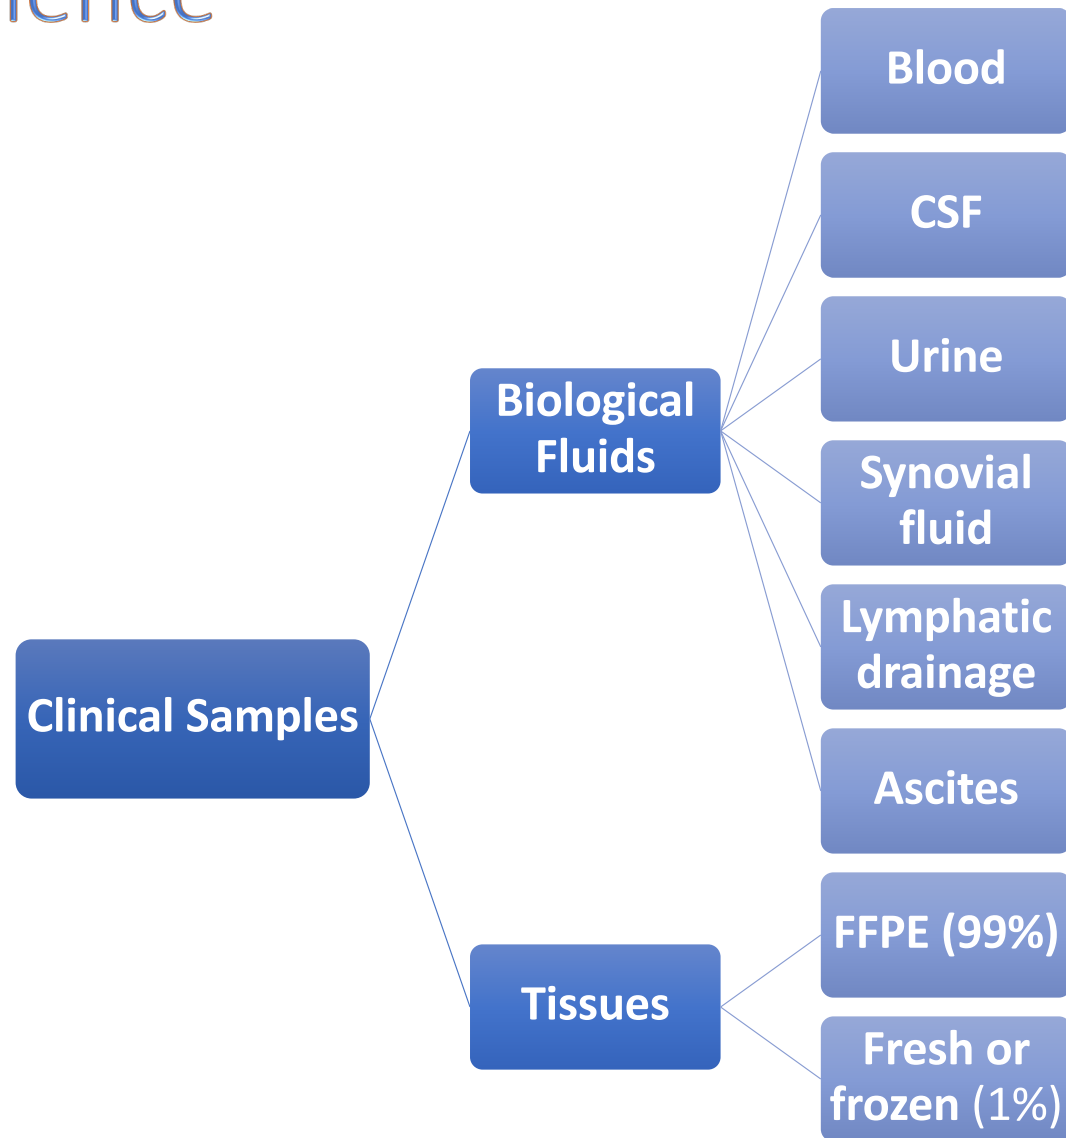 Blood
CSF
Urine
Biological
Fluids
Synovial
fluid
Lymphatic
drainage
Clinical Samples
Ascites
FFPE (99%)
Tissues
Fresh or
frozen (1%)